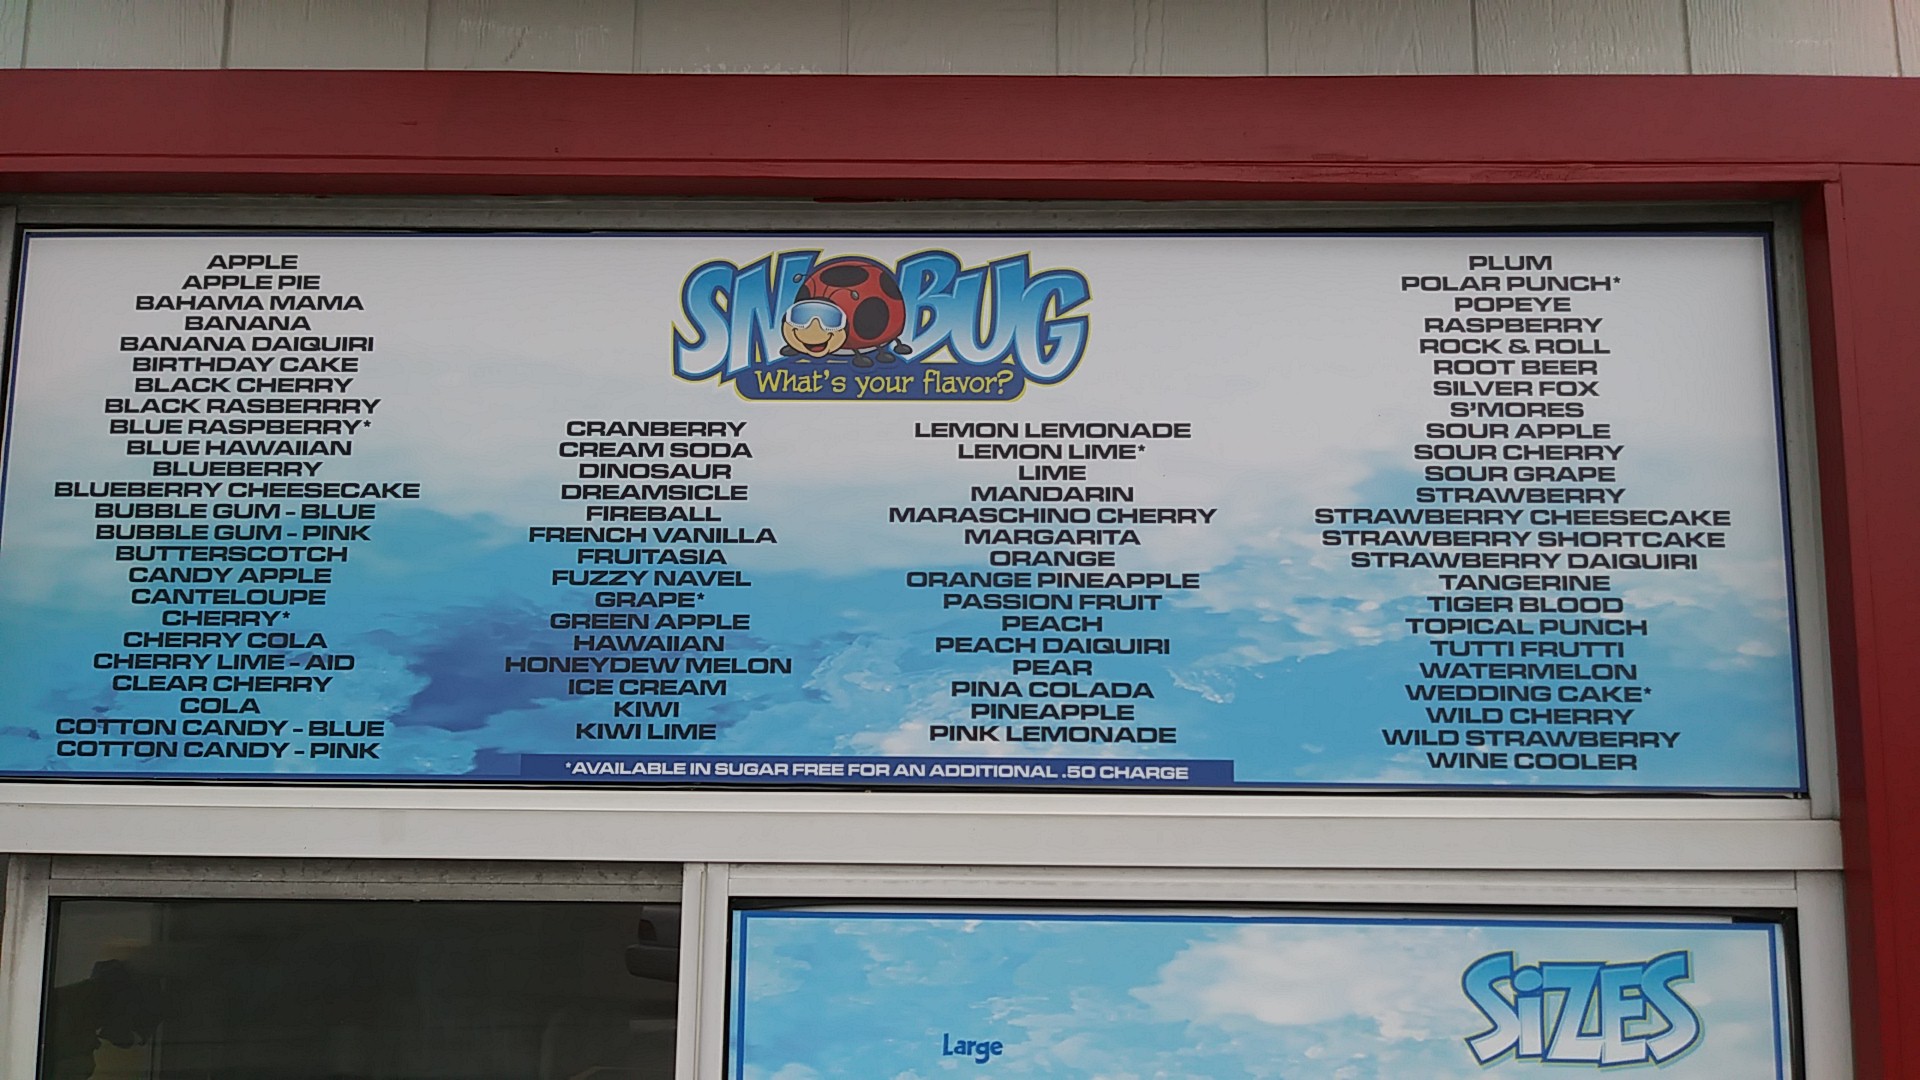 APPLE
APPLE PIE
BAHAMA MAMA
BANANA
BANANA DAIQUIRI
BIRTHDAY CAKE
BLACK CHERRY
BLACK RASBERRRY
BLUE RASPBERRY*
BLUE HAWAIIAN
BLUEBERRY
BLUEBERRY CHEESECAKE
BUBBLE GUM - BLUE
BUBBLE GUM - PINK
BUTTERSCOTCH
CANDY APPLE
CANTELOUPE
CHERRY*
CHERRY COLA
CHERRY LIME - AID
CLEAR CHERRY
COLA
COTTON CANDY - BLUE
COTTON CANDY - PINK
SNOBUG
What's your flavor?
CRANBERRY
CREAM SODA
DINOSAUR
DREAMSICLE
FIREBALL
FRENCH VANILLA
FRUITASIA
FUZZY NAVEL
GRAPE*
GREEN APPLE
HAWAIIAN
HONEYDEW MELON
ICE CREAM
KIWI
KIWI LIME
LEMON LEMONADE
LEMON LIME*
LIME
MANDARIN
MARASCHINO CHERRY
MARGARITA
ORANGE
ORANGE PINEAPPLE
PASSION FRUIT
PEACH
PEACH DAIQUIRI
PEAR
PINA COLADA
PINEAPPLE
PINK LEMONADE
PLUM
POLAR PUNCH*
POPEYE
RASPBERRY
ROCK & ROLL
ROOT BEER
SILVER FOX
S'MORES
SOUR APPLE
SOUR CHERRY
SOUR GRAPE
STRAWBERRY
STRAWBERRY CHEESECAKE
STRAWBERRY SHORTCAKE
STRAWBERRY DAIQUIRI
TANGERINE
TIGER BLOOD
TOPICAL PUNCH
TUTTI FRUTTI
WATERMELON
WEDDING CAKE*
WILD CHERRY
WILD STRAWBERRY
WINE COOLER
*AVAILABLE IN SUGAR FREE FOR AN ADDITIONAL .50 CHARGE
SiZES
Large